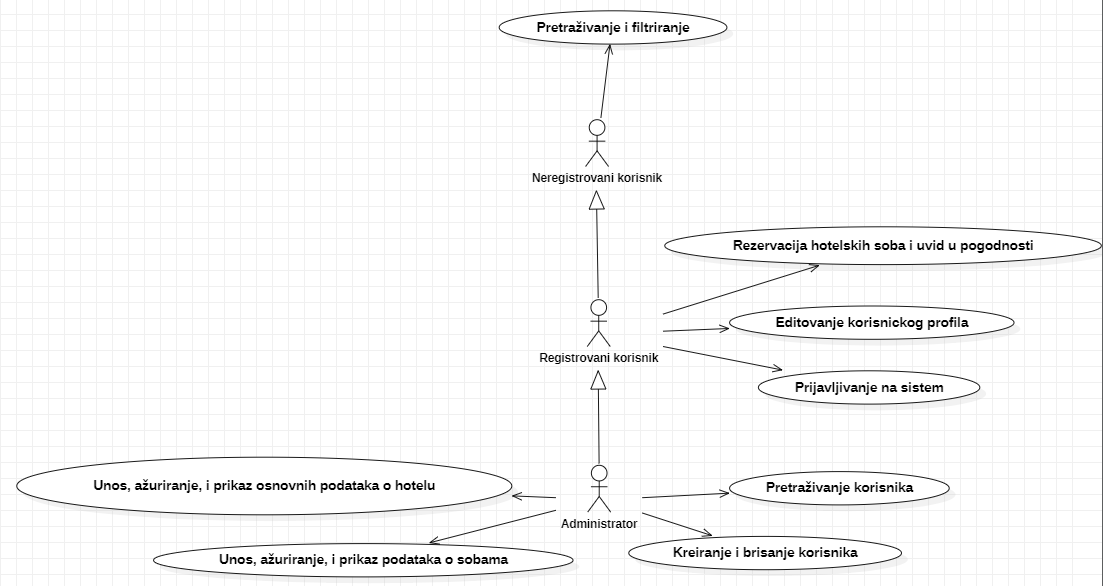 Pretraživanje i filtriranje
Neregistrovani korisnik
Rezervacija hotelskih soba i uvid u pogodnosti
Editovanje korisnickog profila
Registrovani korisnik
Prijavljivanje na sistem
Unos, ažuriranje, i prikaz osnovnih podataka o hotelu
Pretraživanje korisnika
Administrator
Kreiranje i brisanje korisnika
Unos, ažuriranje, i prikaz podataka o sobama